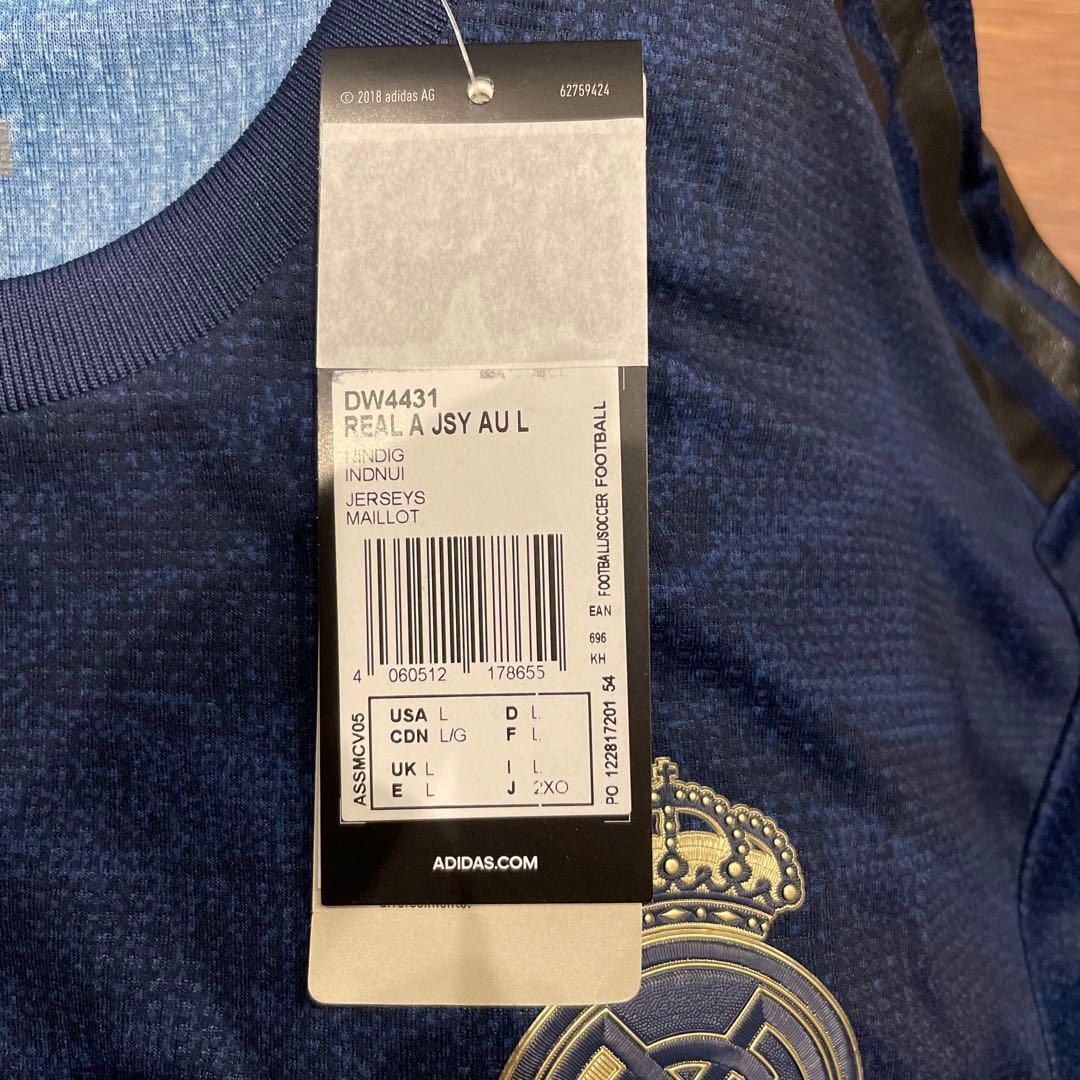 © 2018 adidas AG 62759424
DW4431
REAL A JSY AU L
NINDIG
INDNUI
JERSEYS
MAILLOT
4 060512 178655
USA L D L
CDN L/G F L
UK L I L
E L J 2XO
ASSMCV05
FOOTBALL/SOCCER FOOTBALL
EAN
696
KH
PO 122817201 54
ADIDAS.COM